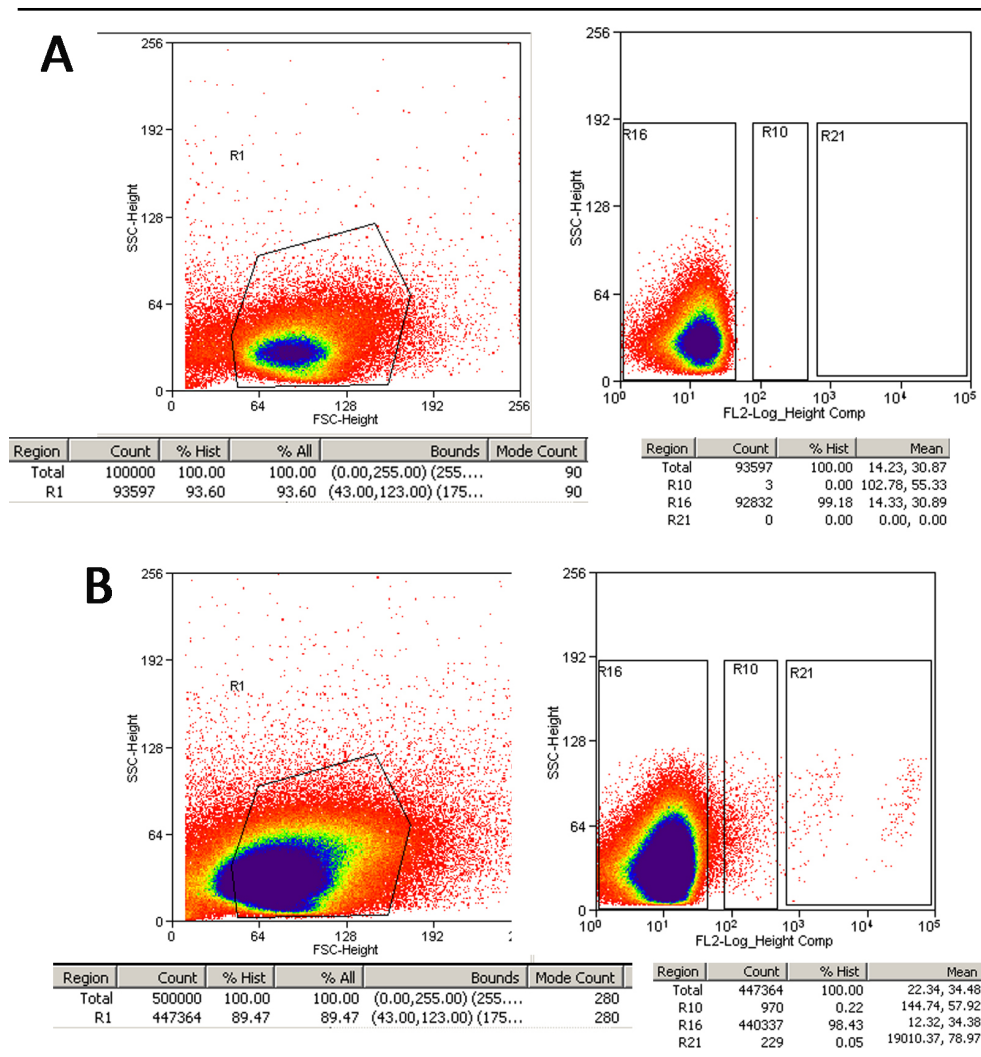 A
256
192
128
64
0
SSC-Height
R1
0 64 128 192 256
FSC-Height
256
192
128
64
0
SSC-Height
R16 R10 R21
10^0 10^1 10^2 10^3 10^4 10^5
FL2-Log_Height Comp
Region Count % Hist % All Bounds Mode Count
Total 100000 100.00 100.00 (0.00,255.00) (255.... 90
R1 93597 93.60 93.60 (43.00,123.00) (175... 90
Region Count % Hist Mean
Total 93597 100.00 14.23, 30.87
R10 3 0.00 102.78, 55.33
R16 92832 99.18 14.33, 30.89
R21 0 0.00 0.00, 0.00
B
256
192
128
64
0
SSC-Height
R1
0 64 128 192 2
FSC-Height
256
192
128
64
0
SSC-Height
R16 R10 R21
10^0 10^1 10^2 10^3 10^4 10^5
FL2-Log_Height Comp
Region Count % Hist % All Bounds Mode Count
Total 500000 100.00 100.00 (0.00,255.00) (255.... 280
R1 447364 89.47 89.47 (43.00,123.00) (175... 280
Region Count % Hist Mean
Total 447364 100.00 22.34, 34.48
R10 970 0.22 144.74, 57.92
R16 440337 98.43 12.32, 34.38
R21 229 0.05 19010.37, 78.97